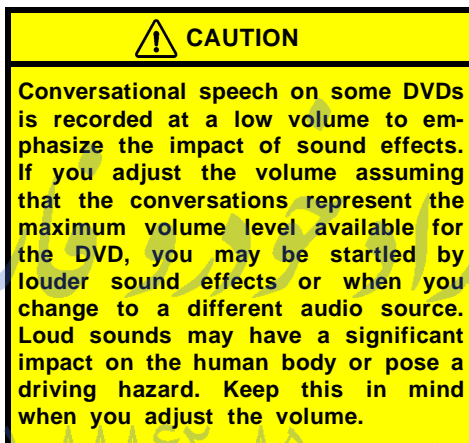 CAUTION
Conversational speech on some DVDs
is recorded at a low volume to em-
phasize the impact of sound effects.
If you adjust the volume assuming
that the conversations represent the
maximum volume level available for
the DVD, you may be startled by
louder sound effects or when you
change to a different audio source.
Loud sounds may have a significant
impact on the human body or pose a
driving hazard. Keep this in mind
when you adjust the volume.